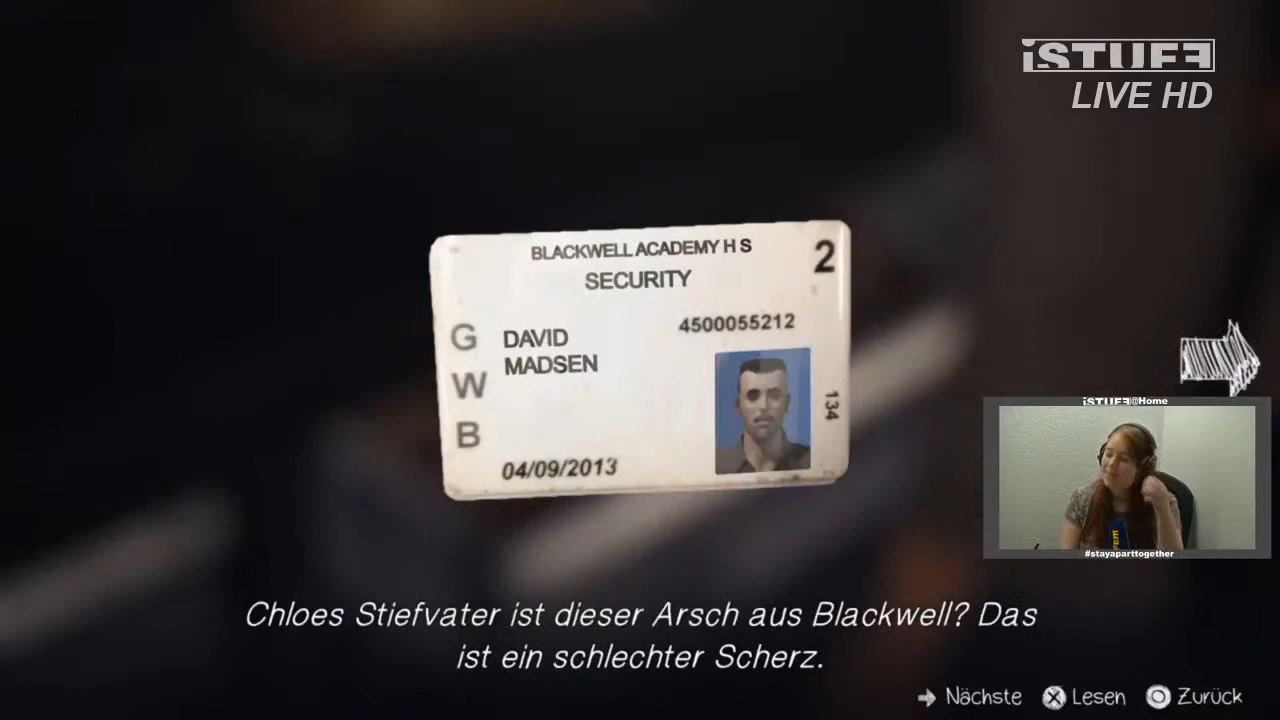 iSTUFF
LIVE HD
BLACKWELL ACADEMY H S
SECURITY
2
G
W
B
DAVID
MADSEN
4500055212
134
04/09/2013
iSTUFF@Home
#stayaparttogether
Chloes Stiefvater ist dieser Arsch aus Blackwell? Das
ist ein schlechter Scherz.
Nächste Lesen Zurück